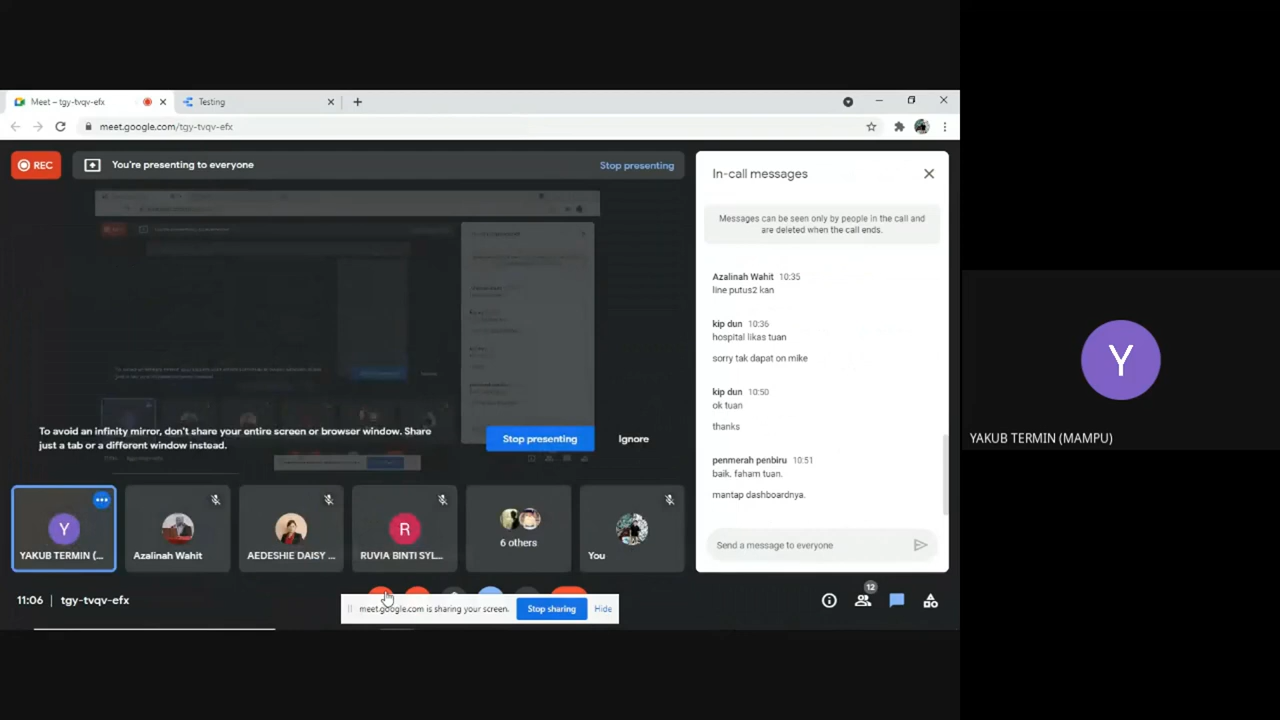 Meet – tgy-tvqv-efx
Testing
meet.google.com/tgy-tvqv-efx
REC
You're presenting to everyone
Stop presenting
In-call messages
Messages can be seen only by people in the call and
are deleted when the call ends.
Azalinah Wahit 10:35
line putus2 kan
kip dun 10:36
hospital likas tuan
sorry tak dapat on mike
kip dun 10:50
ok tuan
thanks
penmerah penbiru 10:51
baik, faham tuan.
mantap dashboardnya.
Send a message to everyone
To avoid an infinity mirror, don't share your entire screen or browser window. Share
just a tab or a different window instead.
Stop presenting
Ignore
Y
YAKUB TERMIN (...
Azalinah Wahit
AEDESHIE DAISY ...
R
RUVIA BINTI SYL...
6 others
You
11:06 | tgy-tvqv-efx
meet.google.com is sharing your screen.
Stop sharing
Hide
12
Y
YAKUB TERMIN (MAMPU)